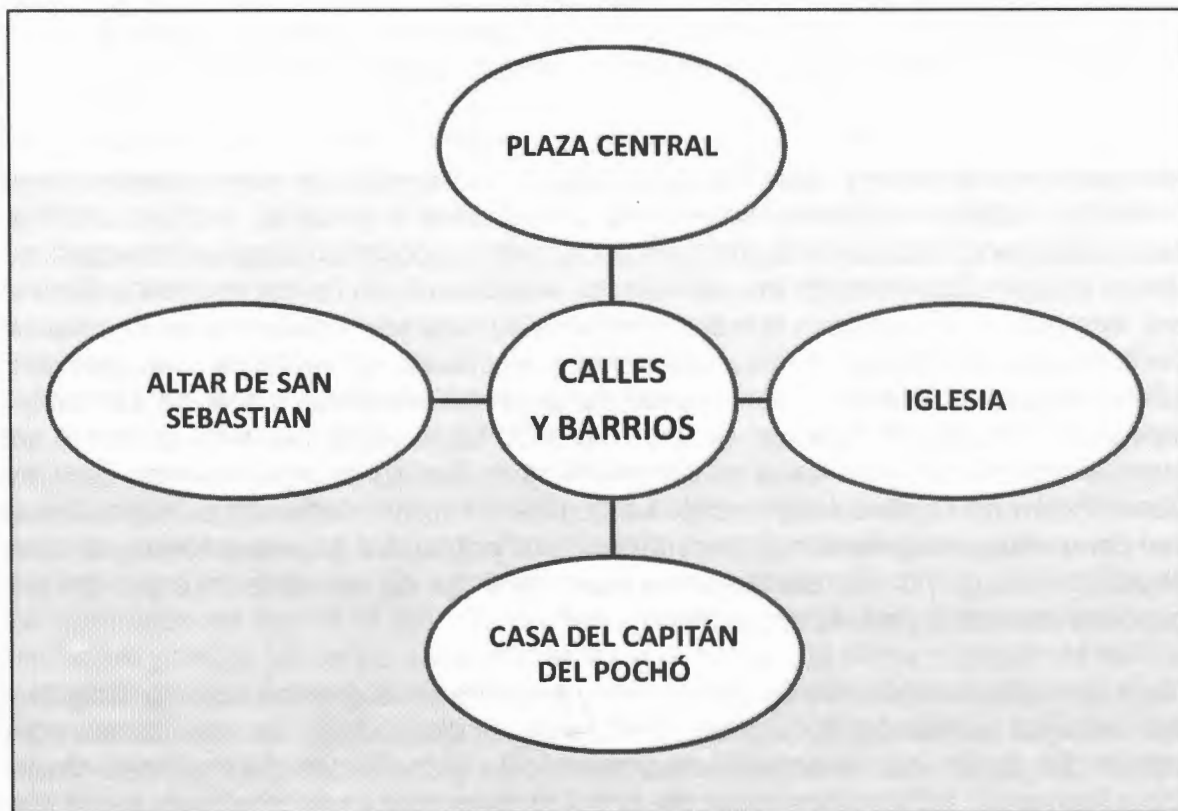 PLAZA CENTRAL
ALTAR DE SAN
SEBASTIAN
CALLES
Y BARRIOS
IGLESIA
CASA DEL CAPITÁN
DEL POCHÓ